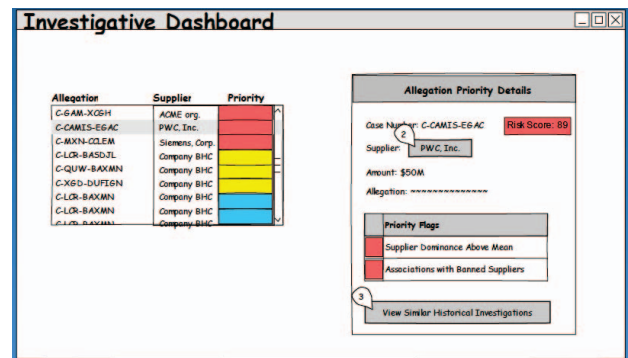 Investigative Dashboard
Allegation Supplier Priority
C-GAM-XCGH ACME org.
C-CAMIS-EGAC PWC, Inc.
C-MXN-CCLEM Siemens, Corp.
C-LCR-BASDJL Company BHC
C-QUW-BAXMN Company BHC
C-XGD-DUFIGN Company BHC
C-LCR-BAXMN Company BHC
C-LCR-BAXMN Company BHC
C-LCR-BAXMN Company BHC
Allegation Priority Details
Case Number: C-CAMIS-EGAC Risk Score: 89
2
Supplier: PWC, Inc.
Amount: $50M
Allegation: ~~~~~~~~~~~~~~
Priority Flags
Supplier Dominance Above Mean
Associations with Banned Suppliers
3
View Similar Historical Investigations